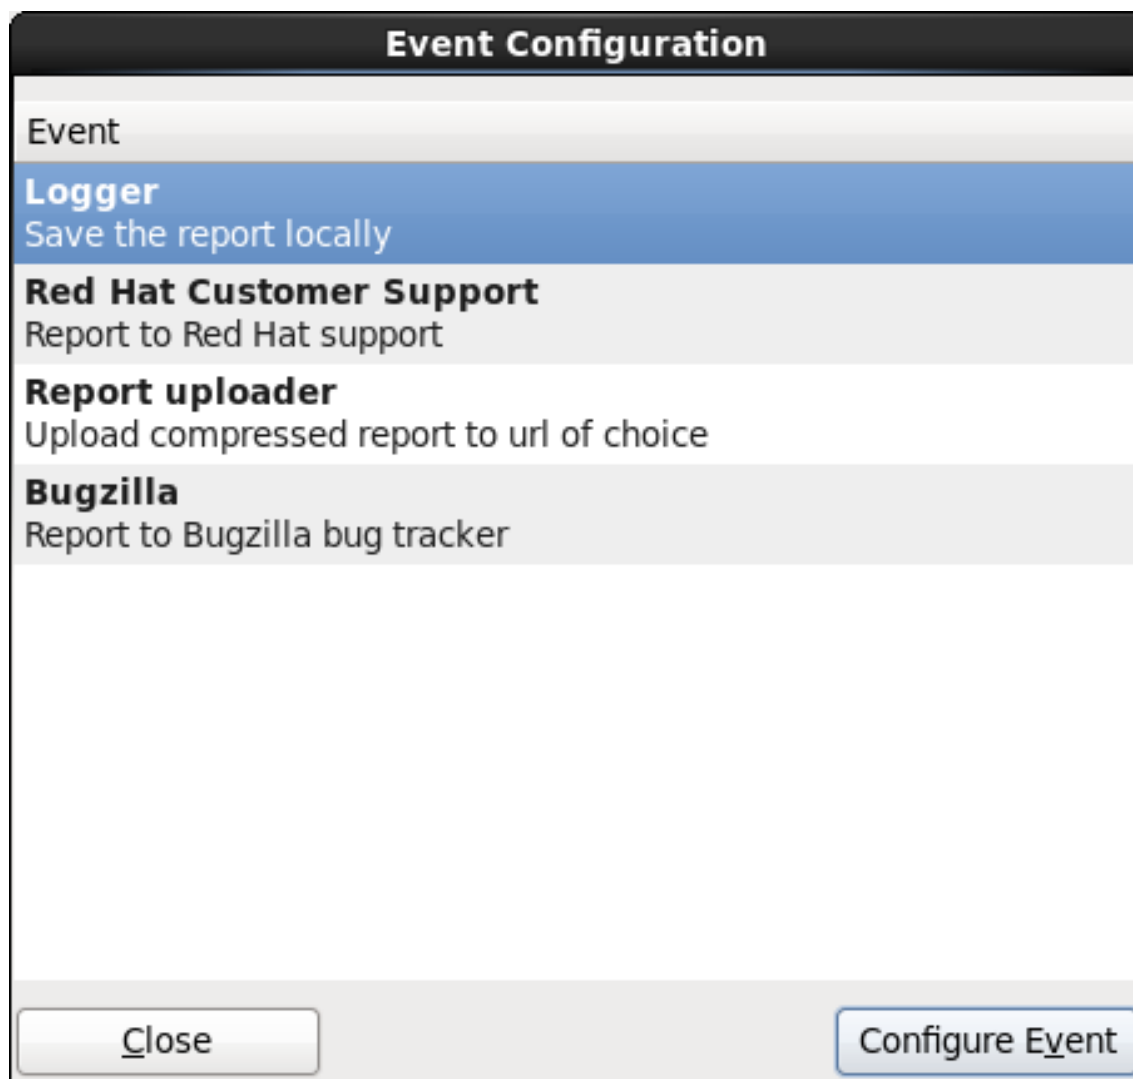 Event Configuration
Event
Logger
Save the report locally
Red Hat Customer Support
Report to Red Hat support
Report uploader
Upload compressed report to url of choice
Bugzilla
Report to Bugzilla bug tracker
Close
Configure Event